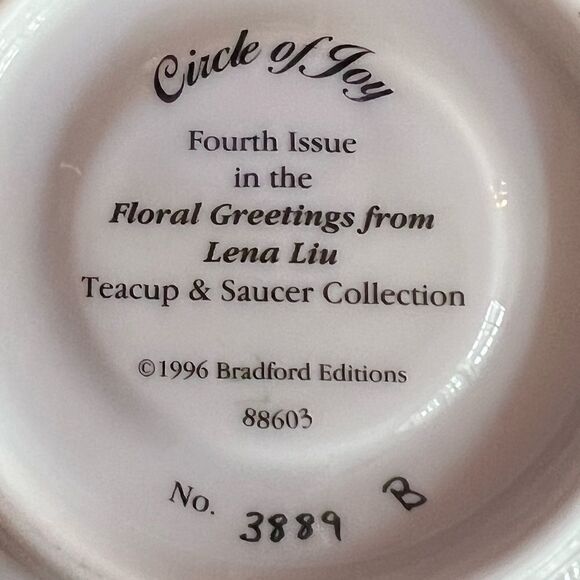 Circle of Joy
Fourth Issue
in the
Floral Greetings from
Lena Liu
Teacup & Saucer Collection
©1996 Bradford Editions
88603
No. 3889 B